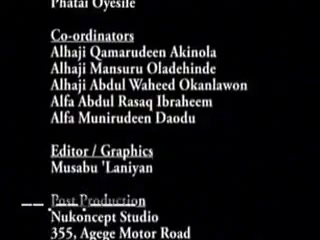 Phatai Oyesile
Co-ordinators
Alhaji Qamarudeen Akinola
Alhaji Mansuru Oladehinde
Alhaji Abdul Waheed Okanlawon
Alfa Abdul Rasaq Ibraheem
Alfa Munirudeen Daodu
Editor / Graphics
Musabu 'Laniyan
Post Production
Nukoncept Studio
355, Agege Motor Road